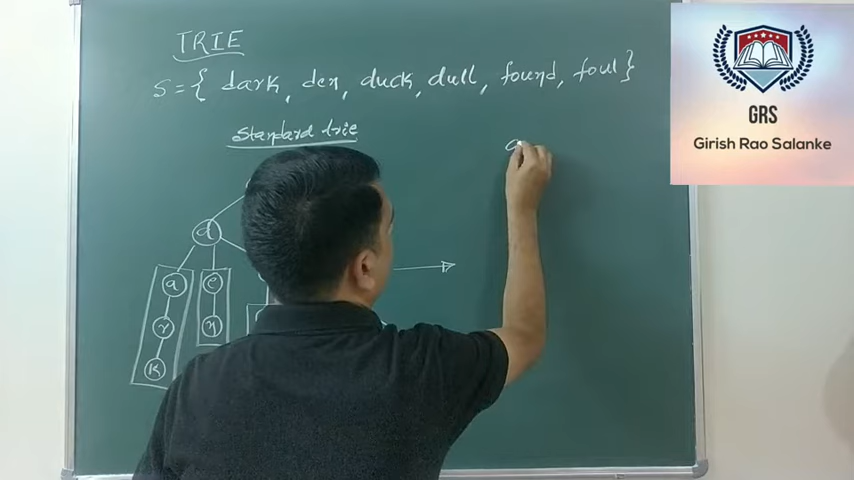 TRIE
S = { dark, den, duck, dull, found, foul }
Standard trie
d
a e
r n
k
GRS
Girish Rao Salanke